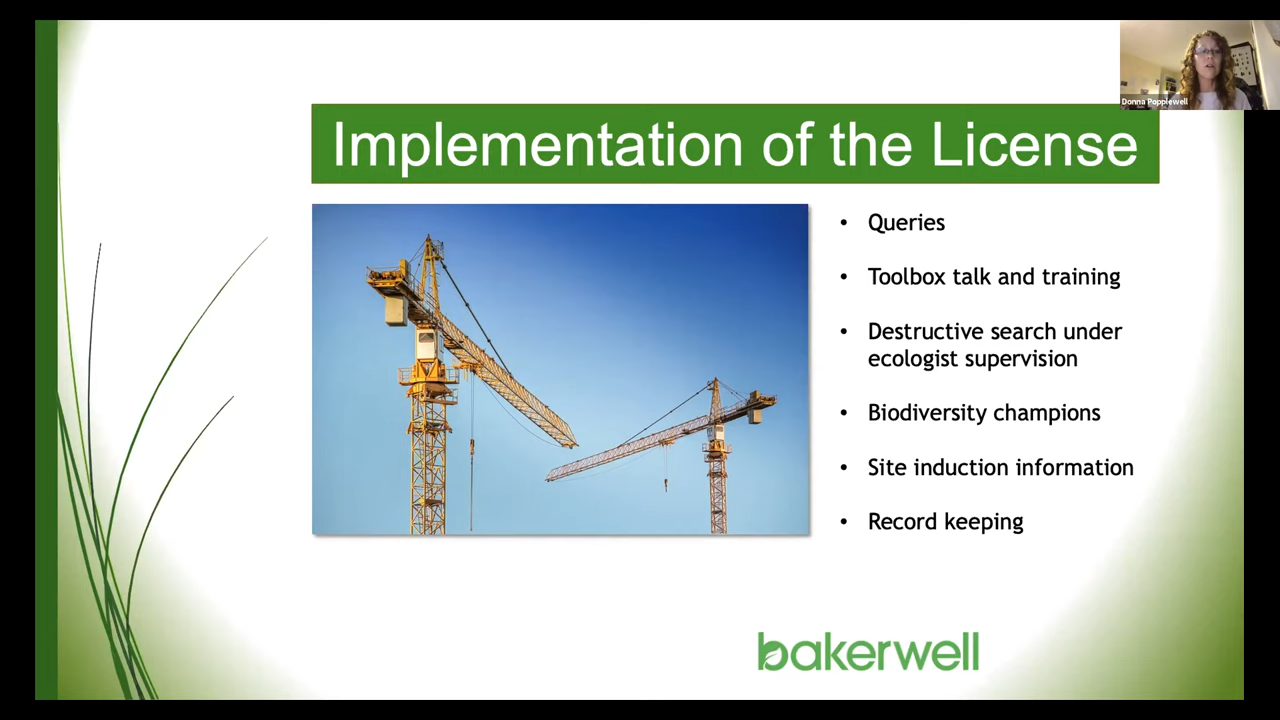 Donna Popplewell
Implementation of the License
• Queries
• Toolbox talk and training
• Destructive search under
ecologist supervision
• Biodiversity champions
• Site induction information
• Record keeping
bakerwell